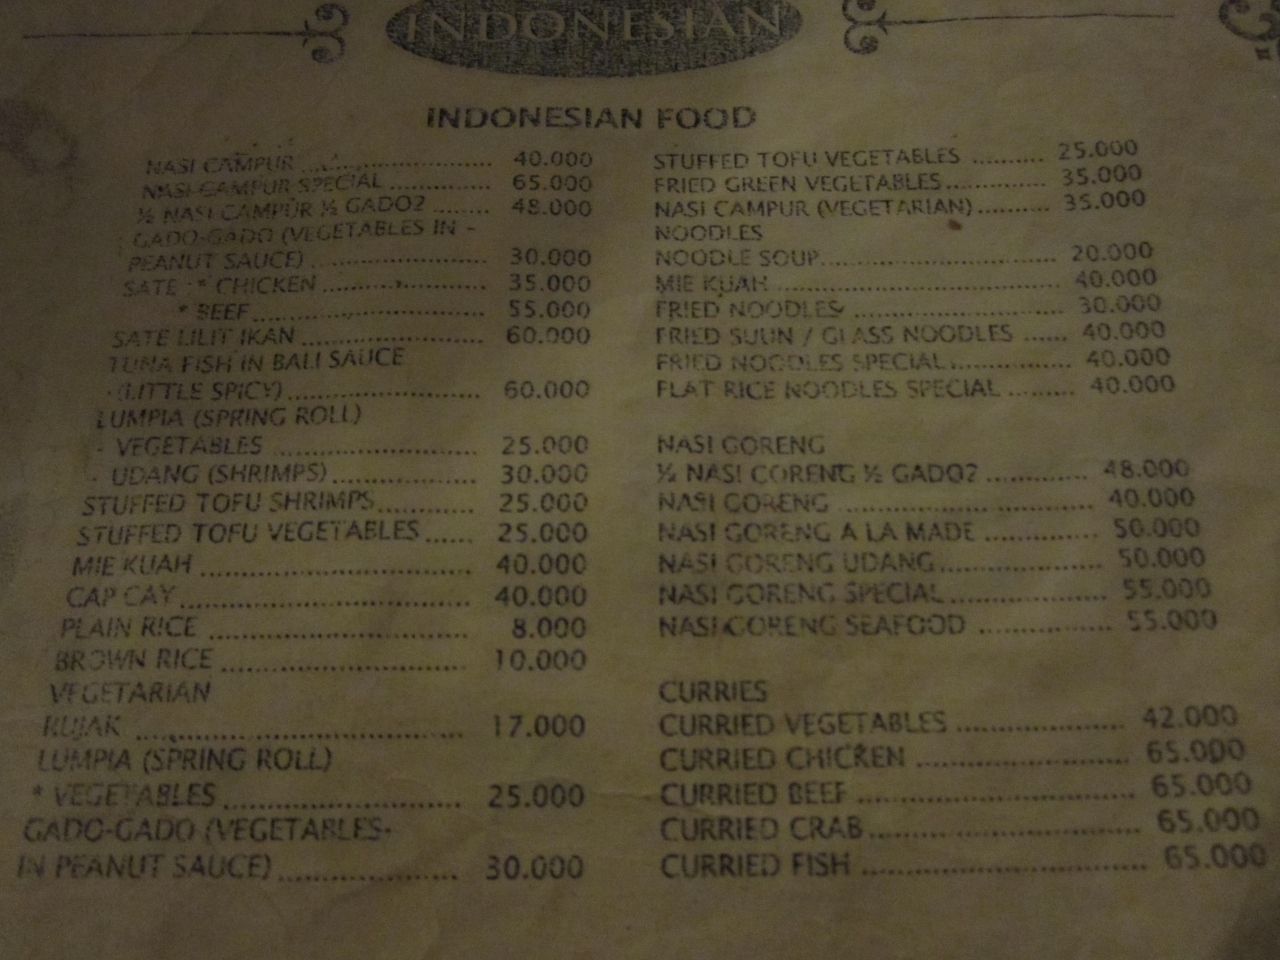 INDONESIAN
INDONESIAN FOOD
NASI CAMPUR .................... 40.000
NASI CAMPUR SPECIAL ............ 65.000
½ NASI CAMPUR ½ GADO2 ........ 48.000
GADO-GADO (VEGETABLES IN -
PEANUT SAUCE) .................... 30.000
SATE : * CHICKEN .................... 35.000
* BEEF .................... 55.000
SATE LILIT IKAN .................... 60.000
TUNA FISH IN BALI SAUCE
(LITTLE SPICY) .................... 60.000
LUMPIA (SPRING ROLL)
- VEGETABLES .................... 25.000
- UDANG (SHRIMPS) .................... 30.000
STUFFED TOFU SHRIMPS ............ 25.000
STUFFED TOFU VEGETABLES ...... 25.000
MIE KUAH .................... 40.000
CAP CAY .................... 40.000
PLAIN RICE .................... 8.000
BROWN RICE .................... 10.000
VEGETARIAN
RUJAK .................... 17.000
LUMPIA (SPRING ROLL)
* VEGETABLES .................... 25.000
GADO-GADO (VEGETABLES-
IN PEANUT SAUCE) .................... 30.000
STUFFED TOFU VEGETABLES .......... 25.000
FRIED GREEN VEGETABLES .............. 35.000
NASI CAMPUR (VEGETARIAN) .......... 35.000
NOODLES
NOODLE SOUP .................... 20.000
MIE KUAH .................... 40.000
FRIED NOODLES .................... 30.000
FRIED SUUN / GLASS NOODLES ...... 40.000
FRIED NOODLES SPECIAL .............. 40.000
FLAT RICE NOODLES SPECIAL ........ 40.000
NASI GORENG
½ NASI GORENG ½ GADO2 ............ 48.000
NASI GORENG .................... 40.000
NASI GORENG A LA MADE ............ 50.000
NASI GORENG UDANG .................... 50.000
NASI GORENG SPECIAL .................... 55.000
NASI GORENG SEAFOOD ................ 55.000
CURRIES
CURRIED VEGETABLES .................... 42.000
CURRIED CHICKEN .................... 65.000
CURRIED BEEF .................... 65.000
CURRIED CRAB .................... 65.000
CURRIED FISH .................... 65.000